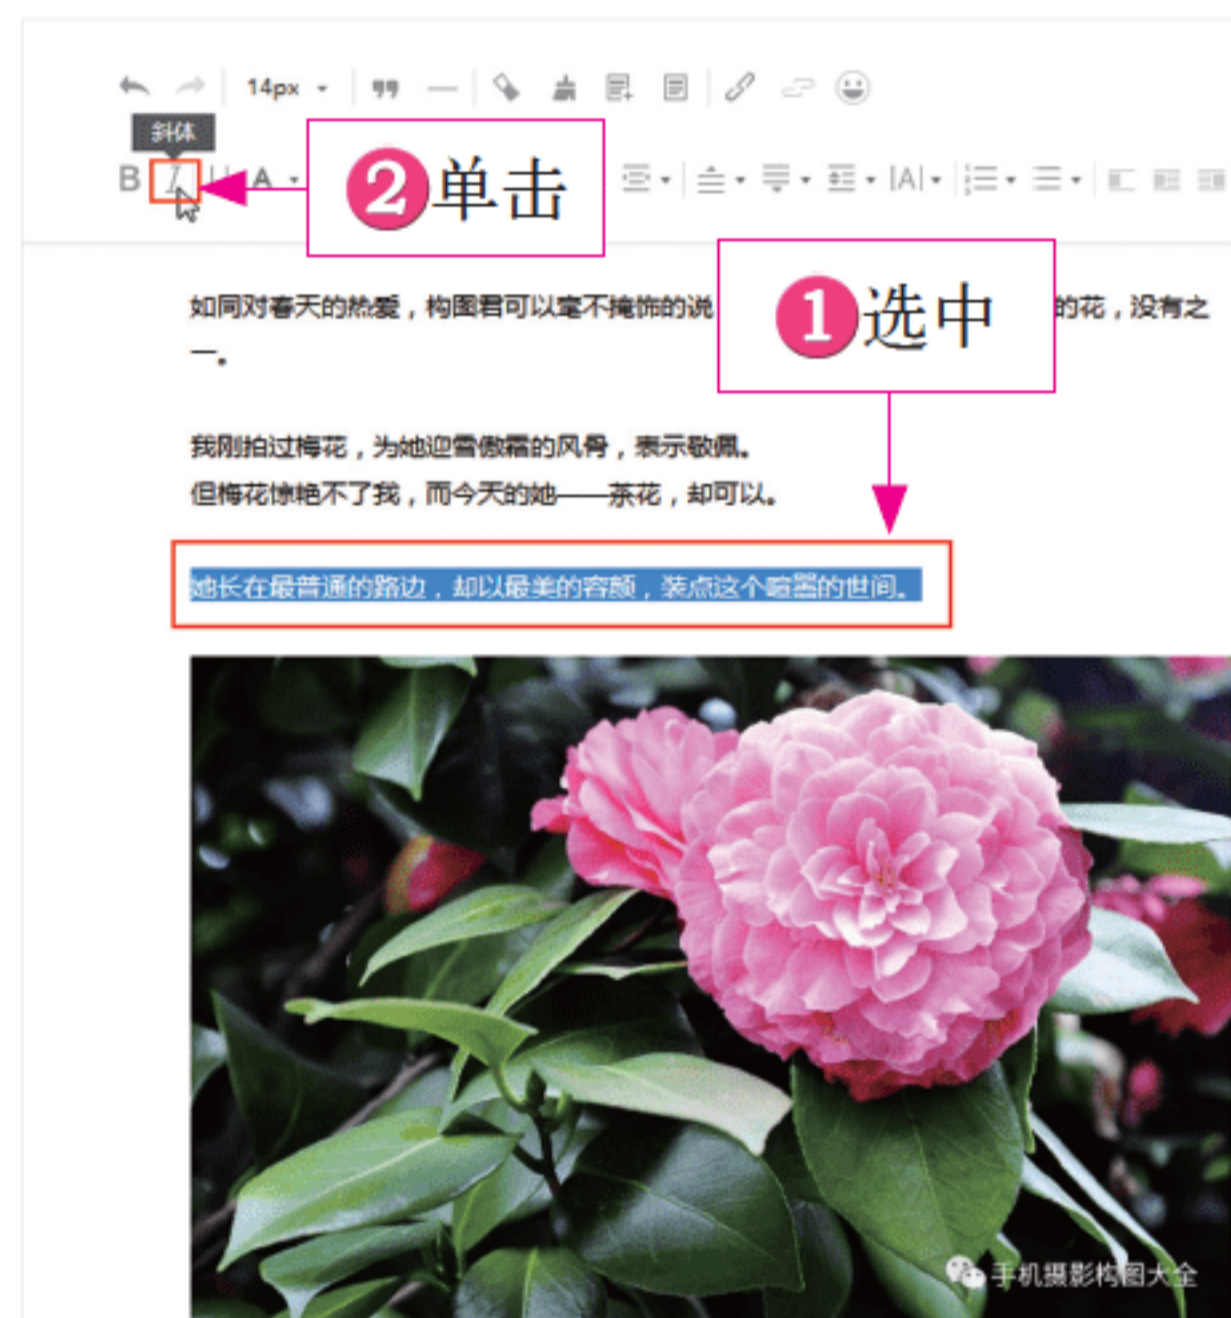 14px
斜体
B I U A
|A|
❷单击
❶选中
如同对春天的热爱，构图君可以毫不掩饰的说
的花，没有之
一。
我刚拍过梅花，为她迎雪傲霜的风骨，表示敬佩。
但梅花惊艳不了我，而今天的她——茶花，却可以。
她长在最普通的路边，却以最美的容颜，装点这个喧嚣的世间。
手机摄影构图大全